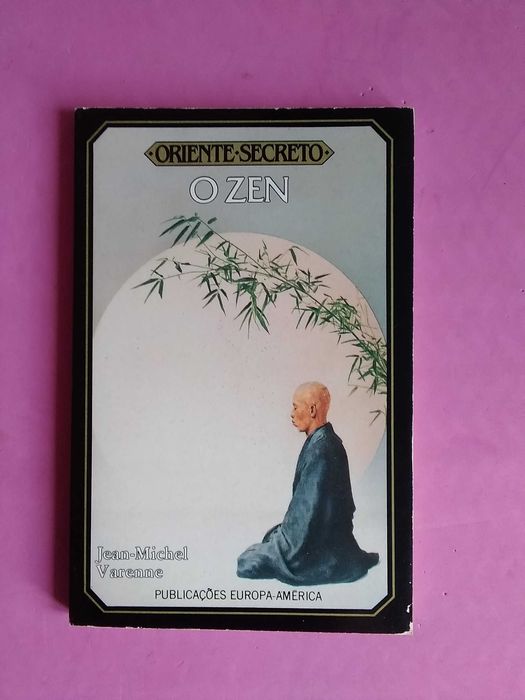 ORIENTE·SECRETO
O ZEN
Jean-Michel
Varenne
PUBLICAÇÕES EUROPA-AMÉRICA